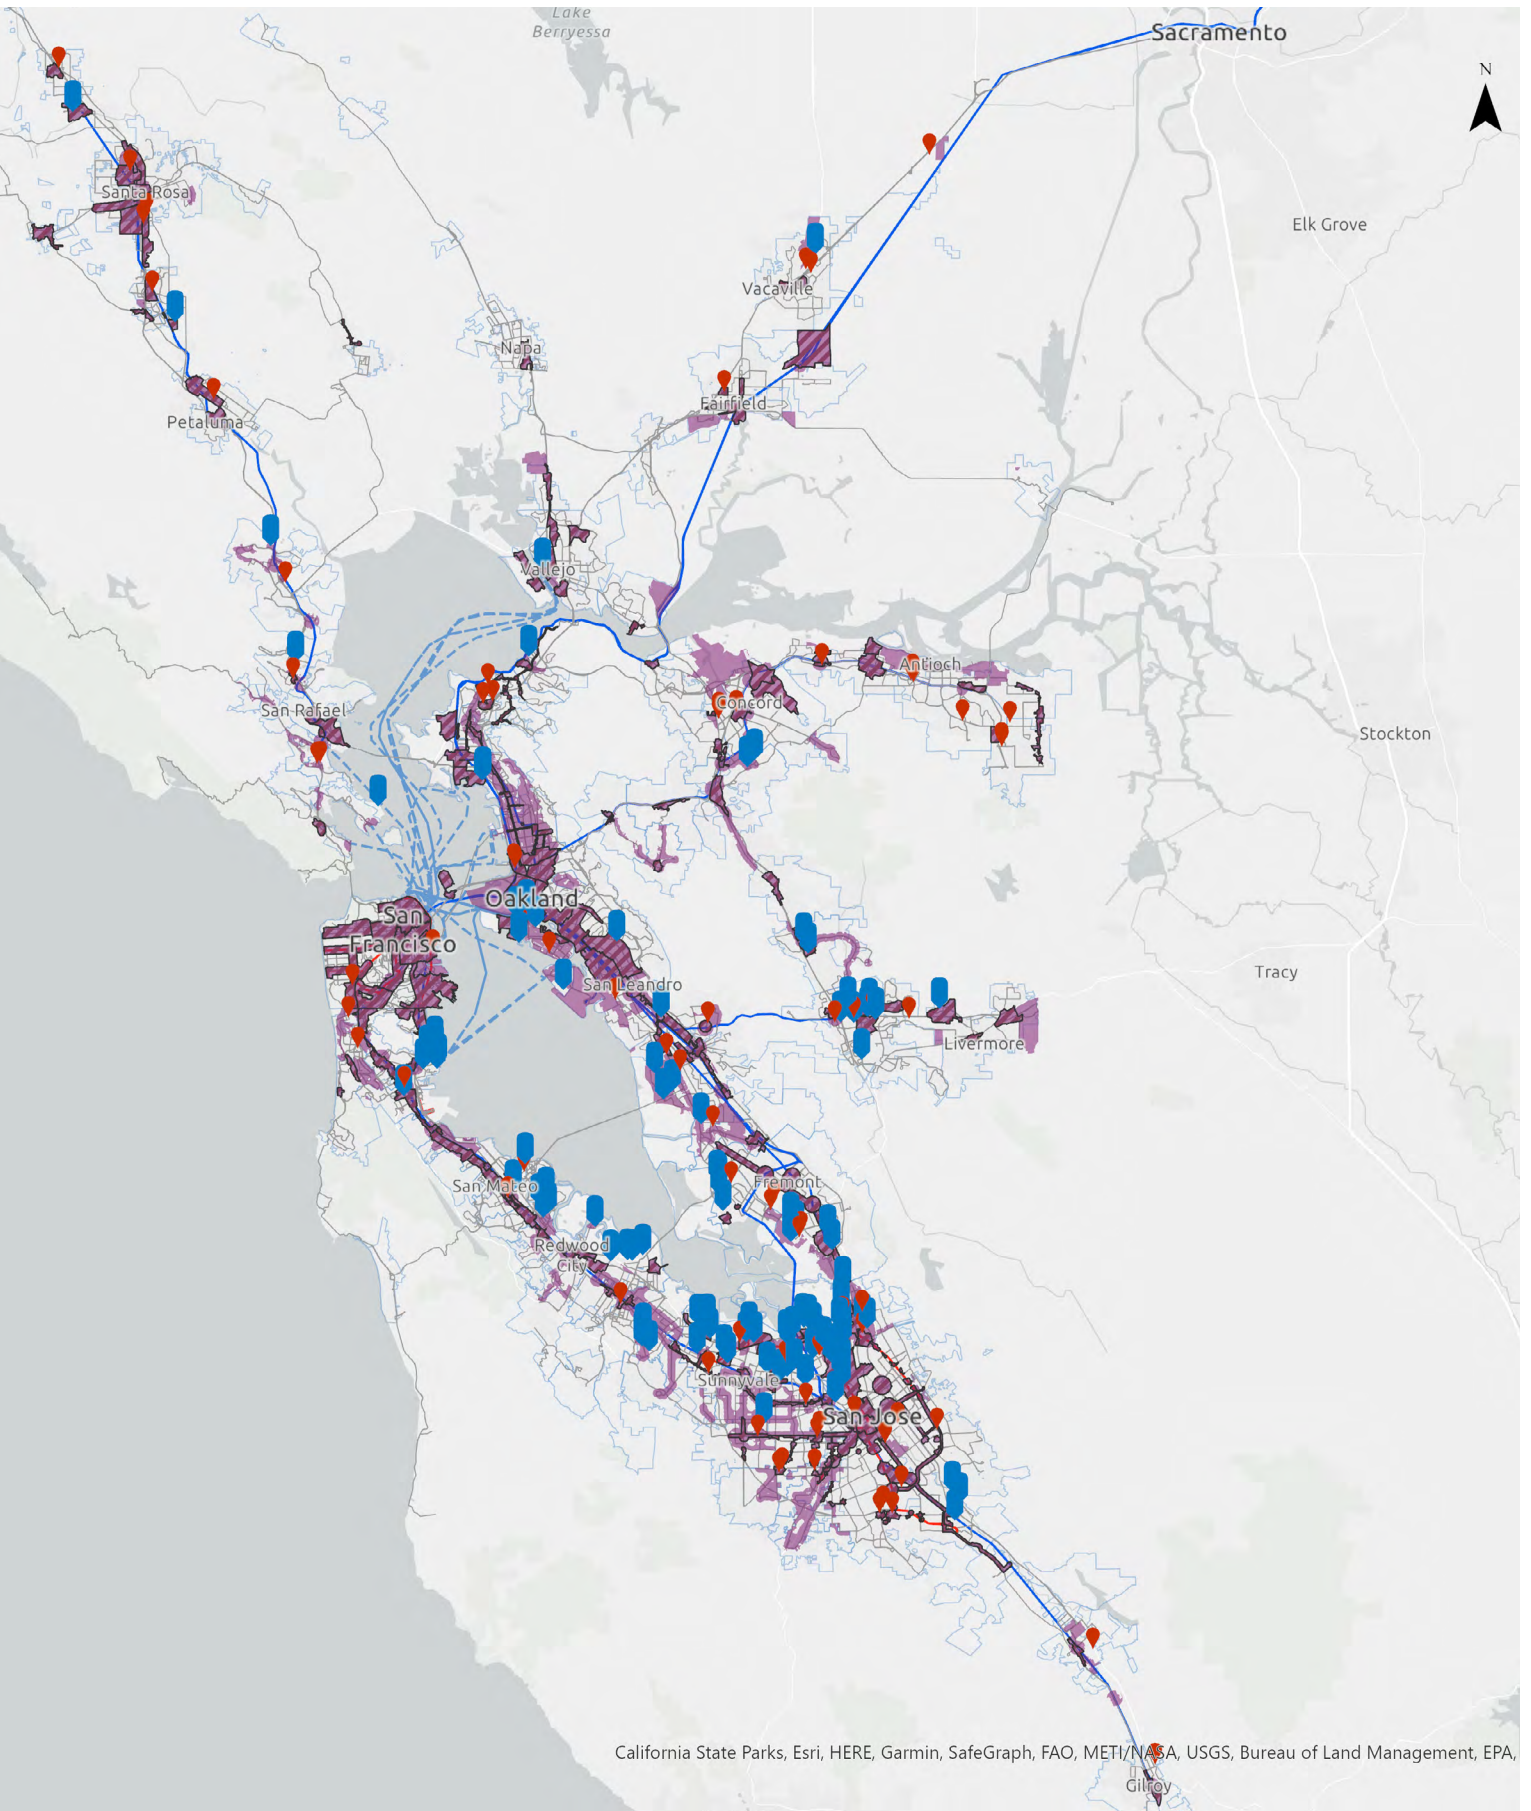 Lake
Berryessa
Sacramento
N
Santa Rosa
Elk Grove
Vacaville
Napa
Fairfield
Petaluma
Vallejo
Antioch
Concord
San Rafael
Stockton
Oakland
San
Francisco
San Leandro
Tracy
Livermore
Fremont
San Mateo
Redwood
City
Sunnyvale
San Jose
California State Parks, Esri, HERE, Garmin, SafeGraph, FAO, METI/NASA, USGS, Bureau of Land Management, EPA,
Gilroy